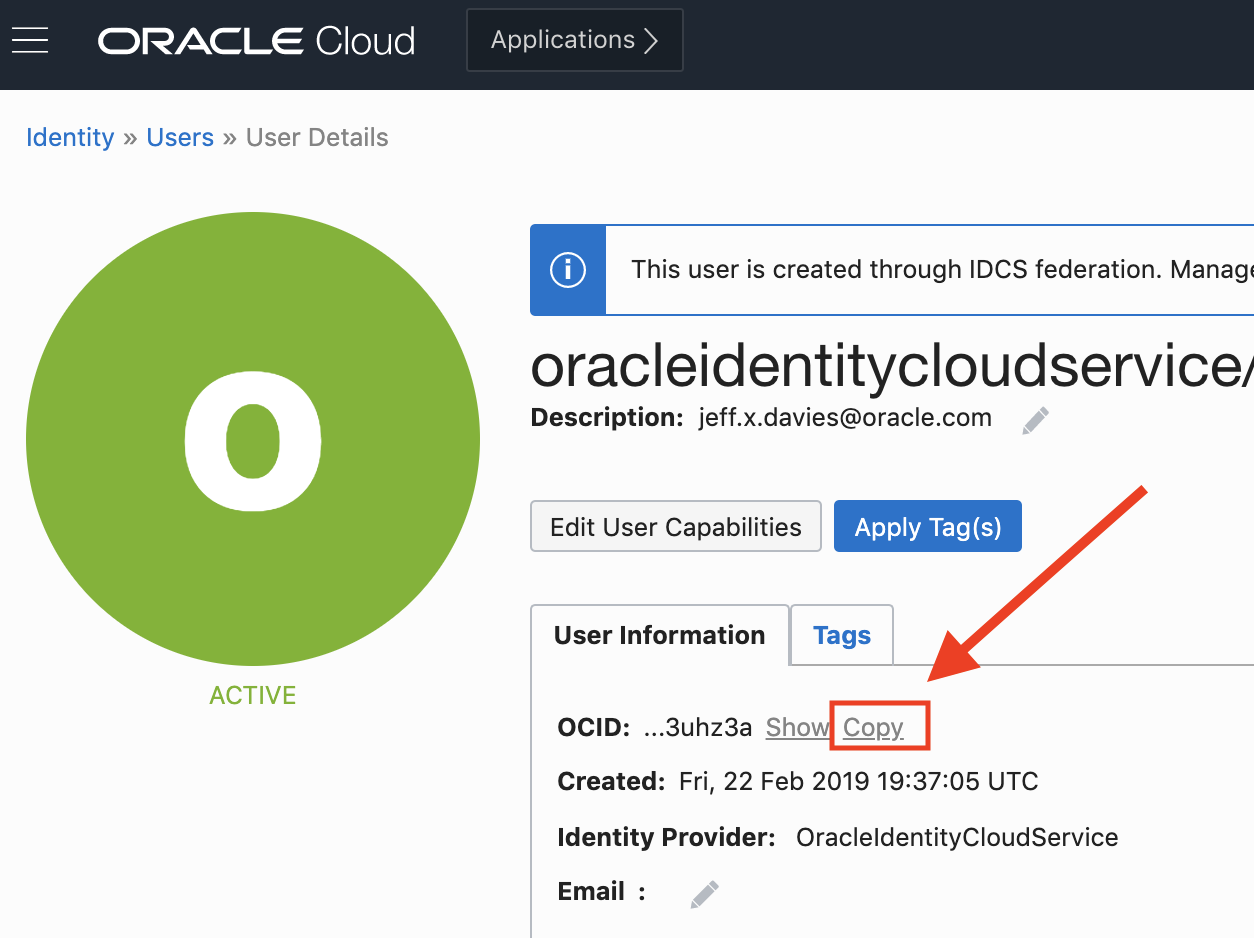 ORACLE Cloud
Applications
Identity » Users » User Details
This user is created through IDCS federation. Manage
oracleidentitycloudservice/
Description: jeff.x.davies@oracle.com
O
Edit User Capabilities
Apply Tag(s)
User Information
Tags
ACTIVE
OCID: ...3uhz3a Show Copy
Created: Fri, 22 Feb 2019 19:37:05 UTC
Identity Provider: OracleIdentityCloudService
Email :